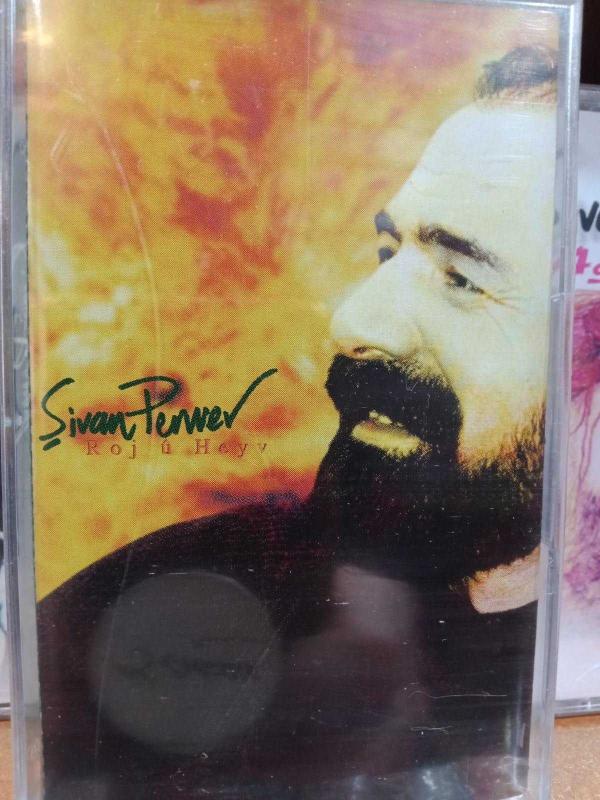 Şivan Perwer
Roj û Heyv